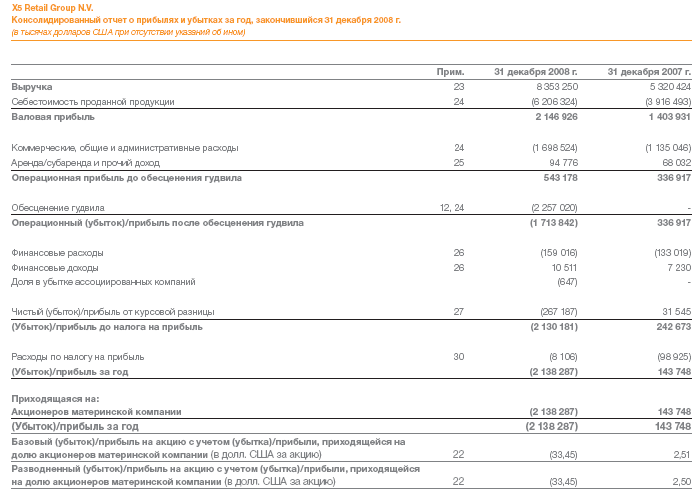 X5 Retail Group N.V.
Консолидированный отчет о прибылях и убытках за год, закончившийся 31 декабря 2008 г.
(в тысячах долларов США при отсутствии указаний об ином)
Прим. 31 декабря 2008 г. 31 декабря 2007 г.
Выручка 23 8 353 250 5 320 424
Себестоимость проданной продукции 24 (6 206 324) (3 916 493)
Валовая прибыль 2 146 926 1 403 931
Коммерческие, общие и административные расходы 24 (1 698 524) (1 135 046)
Аренда/субаренда и прочий доход 25 94 776 68 032
Операционная прибыль до обесценения гудвила 543 178 336 917
Обесценение гудвила 12, 24 (2 257 020) -
Операционный (убыток)/прибыль после обесценения гудвила (1 713 842) 336 917
Финансовые расходы 26 (159 016) (133 019)
Финансовые доходы 26 10 511 7 230
Доля в убытке ассоциированных компаний (647) -
Чистый (убыток)/прибыль от курсовой разницы 27 (267 187) 31 545
(Убыток)/прибыль до налога на прибыль (2 130 181) 242 673
Расходы по налогу на прибыль 30 (8 106) (98 925)
(Убыток)/прибыль за год (2 138 287) 143 748
Приходящаяся на:
Акционеров материнской компании (2 138 287) 143 748
(Убыток)/прибыль за год (2 138 287) 143 748
Базовый (убыток)/прибыль на акцию с учетом (убытка)/прибыли, приходящейся на
долю акционеров материнской компании (в долл. США за акцию) 22 (33,45) 2,51
Разводненный (убыток)/прибыль на акцию с учетом (убытка)/прибыли, приходящейся
на долю акционеров материнской компании (в долл. США за акцию) 22 (33,45) 2,50